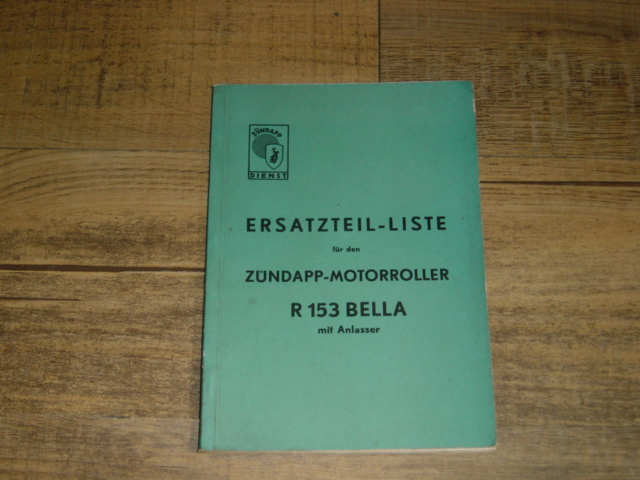 ZÜNDAPP
DIENST
ERSATZTEIL-LISTE
für den
ZÜNDAPP-MOTORROLLER
R 153 BELLA
mit Anlasser